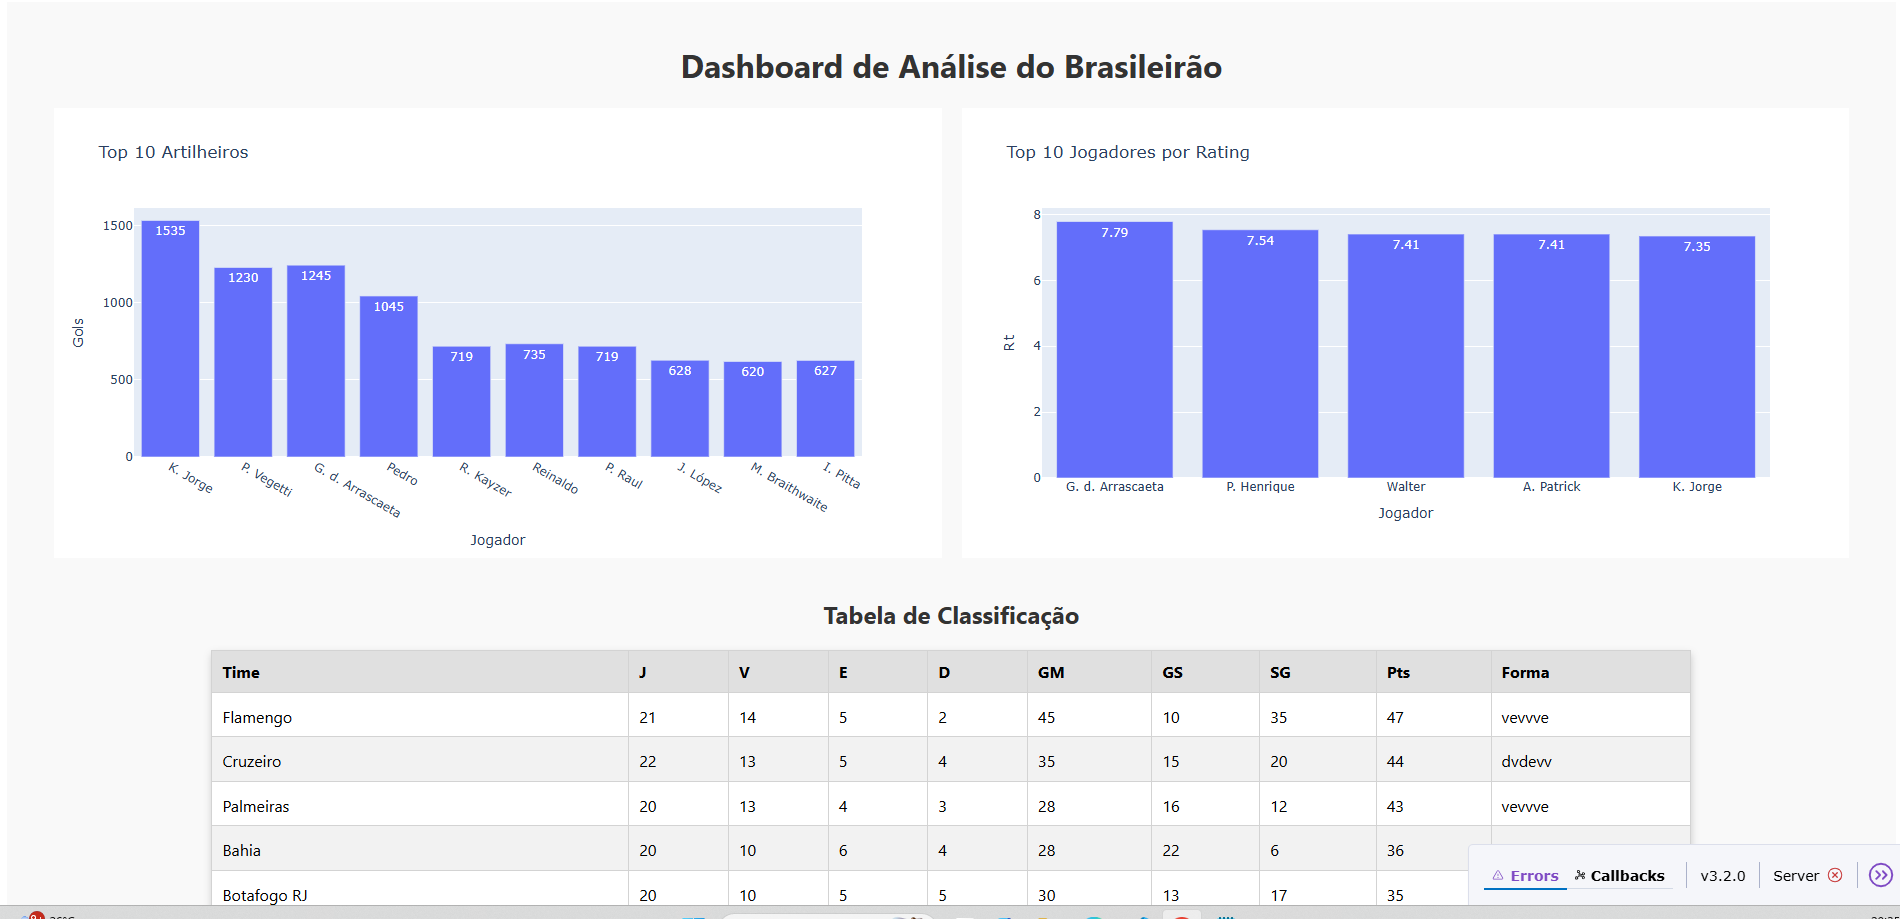 Dashboard de Análise do Brasileirão
Top 10 Artilheiros
Gols
1500
1000
500
0
1535
1230
1245
1045
719
735
719
628
620
627
K. Jorge
P. Vegetti
G. d. Arrascaeta
Pedro
R. Kayzer
Reinaldo
P. Raul
J. López
M. Braithwaite
I. Pitta
Jogador
Top 10 Jogadores por Rating
Rt
8
6
4
2
0
7.79
7.54
7.41
7.41
7.35
G. d. Arrascaeta
P. Henrique
Walter
A. Patrick
K. Jorge
Jogador
Tabela de Classificação
Time J V E D GM GS SG Pts Forma
Flamengo 21 14 5 2 45 10 35 47 vevvve
Cruzeiro 22 13 5 4 35 15 20 44 dvdevv
Palmeiras 20 13 4 3 28 16 12 43 vevvve
Bahia 20 10 6 4 28 22 6 36
Botafogo RJ 20 10 5 5 30 13 17 35
Errors Callbacks v3.2.0 Server